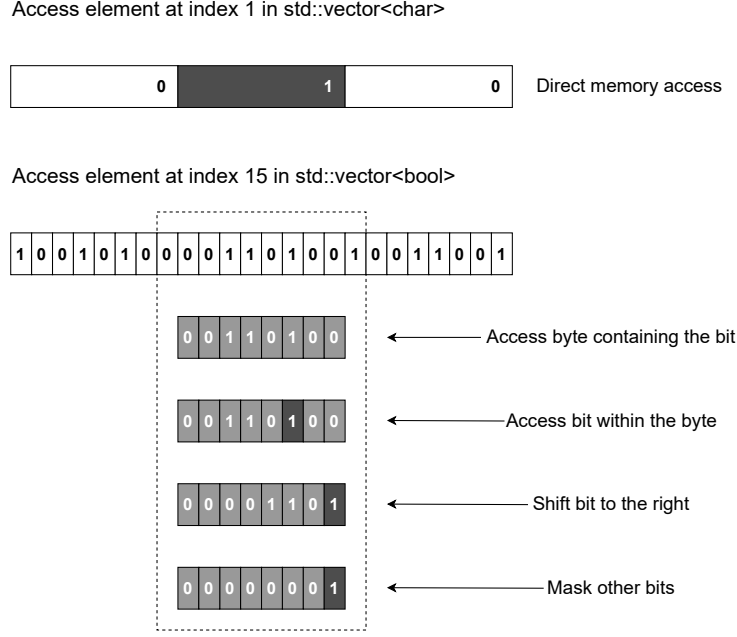 Access element at index 1 in std::vector<char>
0 1 0 Direct memory access
Access element at index 15 in std::vector<bool>
1 0 0 1 0 1 0 0 0 0 1 1 0 1 0 0 1 0 0 1 1 0 0 1
0 0 1 1 0 1 0 0 Access byte containing the bit
0 0 1 1 0 1 0 0 Access bit within the byte
0 0 0 0 1 1 0 1 Shift bit to the right
0 0 0 0 0 0 0 1 Mask other bits